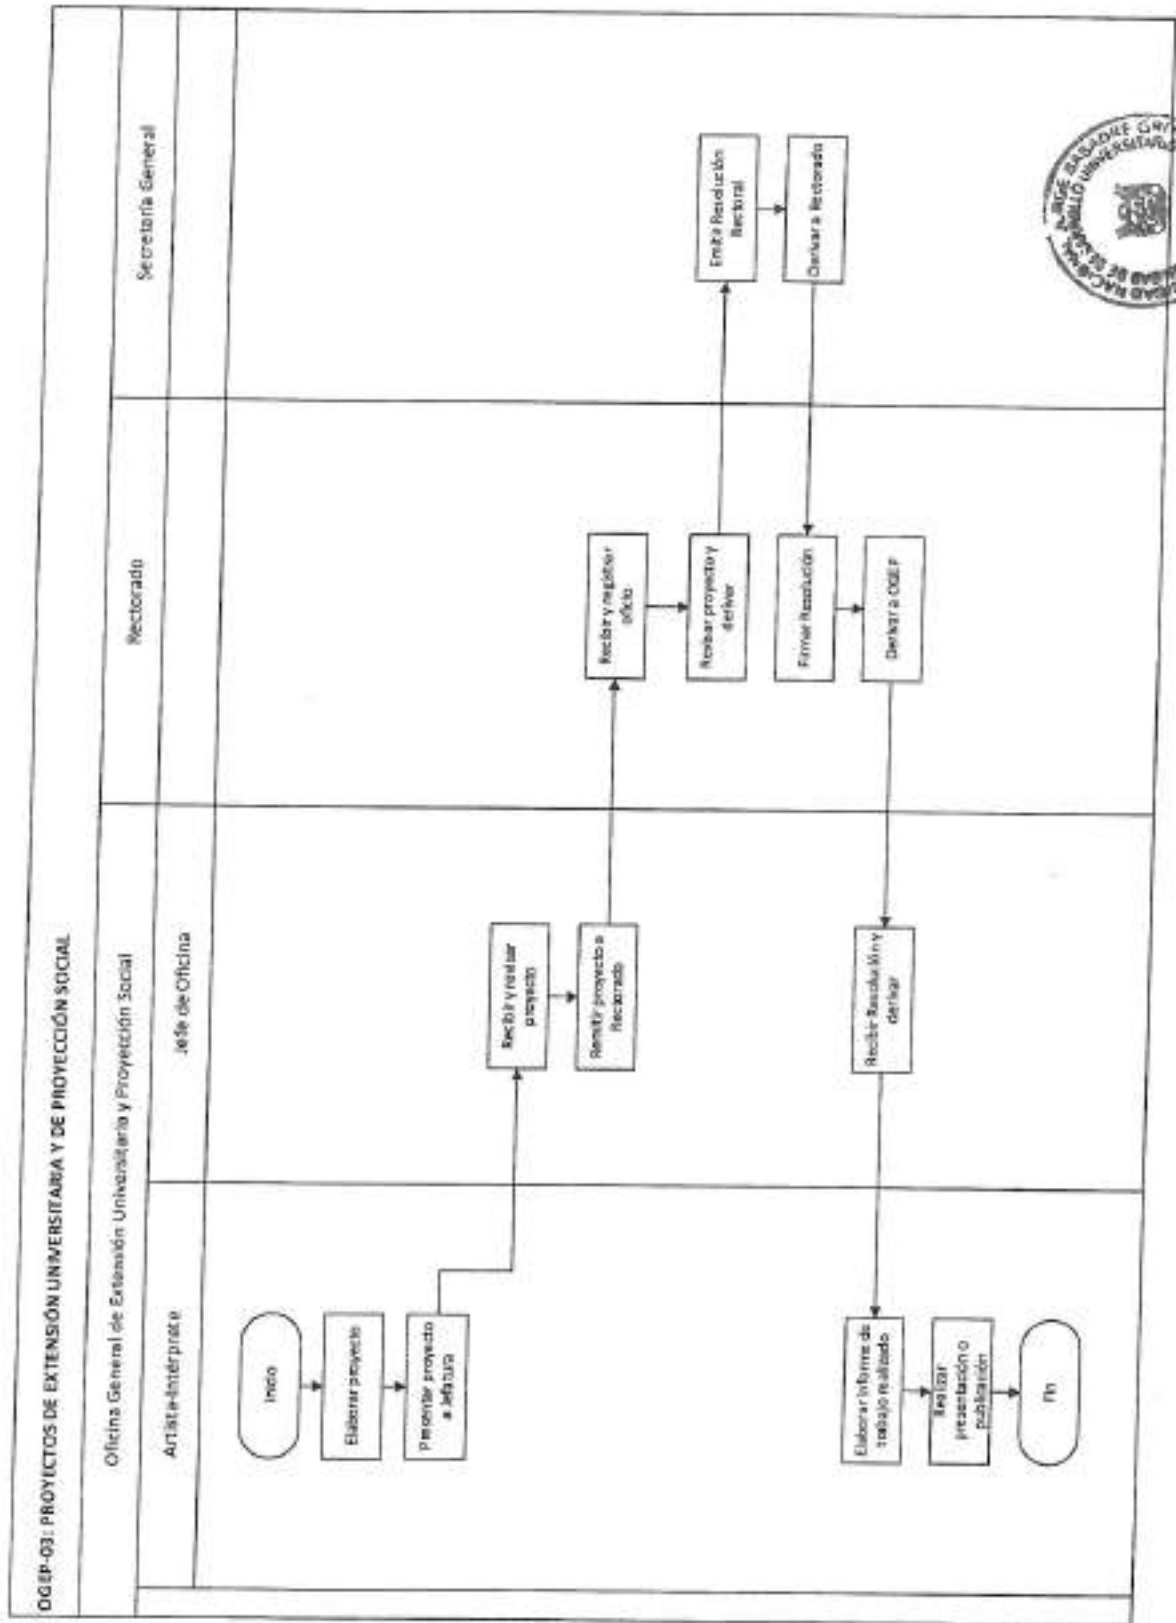 OGEP-03: PROYECTOS DE EXTENSIÓN UNIVERSITARIA Y DE PROYECCIÓN SOCIAL
Oficina General de Extensión Universitaria y Proyección Social
Rectorado
Secretaría General
Artista-Intérprete
Jefe de Oficina
Inicio
Elaborar proyecto
Presentar proyecto
a Jefatura
Recibir y revisar
proyecto
Remitir proyecto a
Rectorado
Recibir y registrar
oficio
Revisar proyecto y
derivar
Emitir Resolución
Rectoral
Derivar a Rectorado
Firmar Resolución
Derivar a OGEP
Recibir Resolución y
derivar
Elaborar Informe de
trabajo realizado
Realizar
presentación o
publicación
Fin
JORGE BASADRE
UNIVERSITARIO